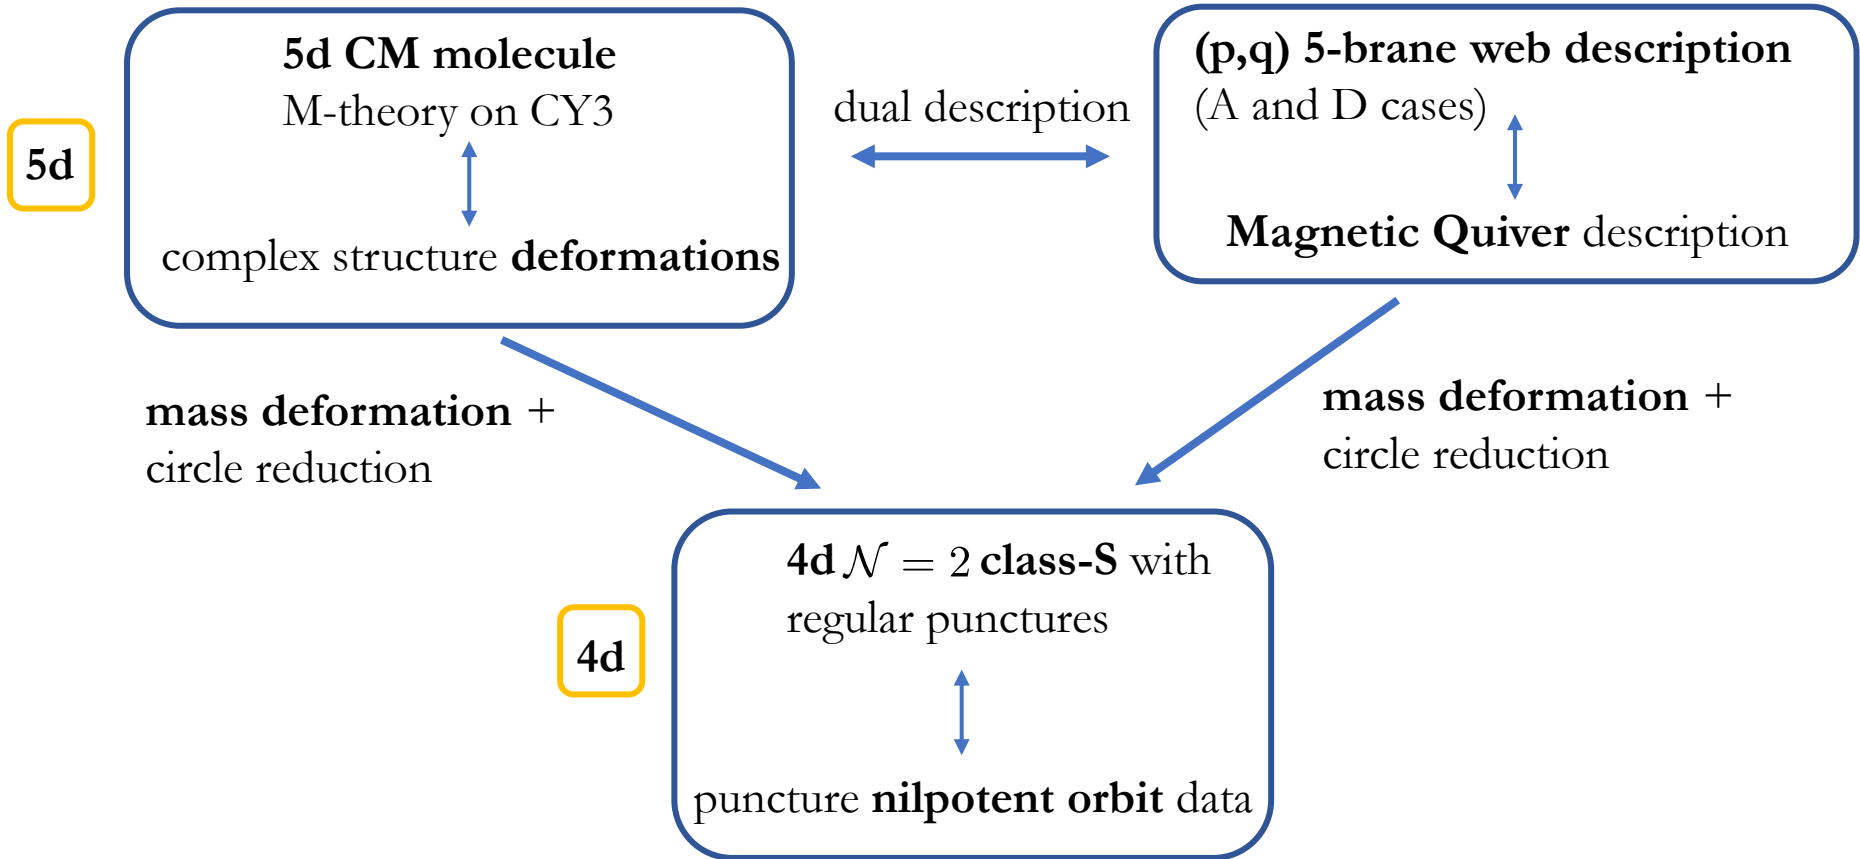 5d
5d CM molecule
M-theory on CY3
complex structure deformations
dual description
(p,q) 5-brane web description
(A and D cases)
Magnetic Quiver description
mass deformation +
circle reduction
mass deformation +
circle reduction
4d
4d 𝒩 = 2 class-S with
regular punctures
puncture nilpotent orbit data